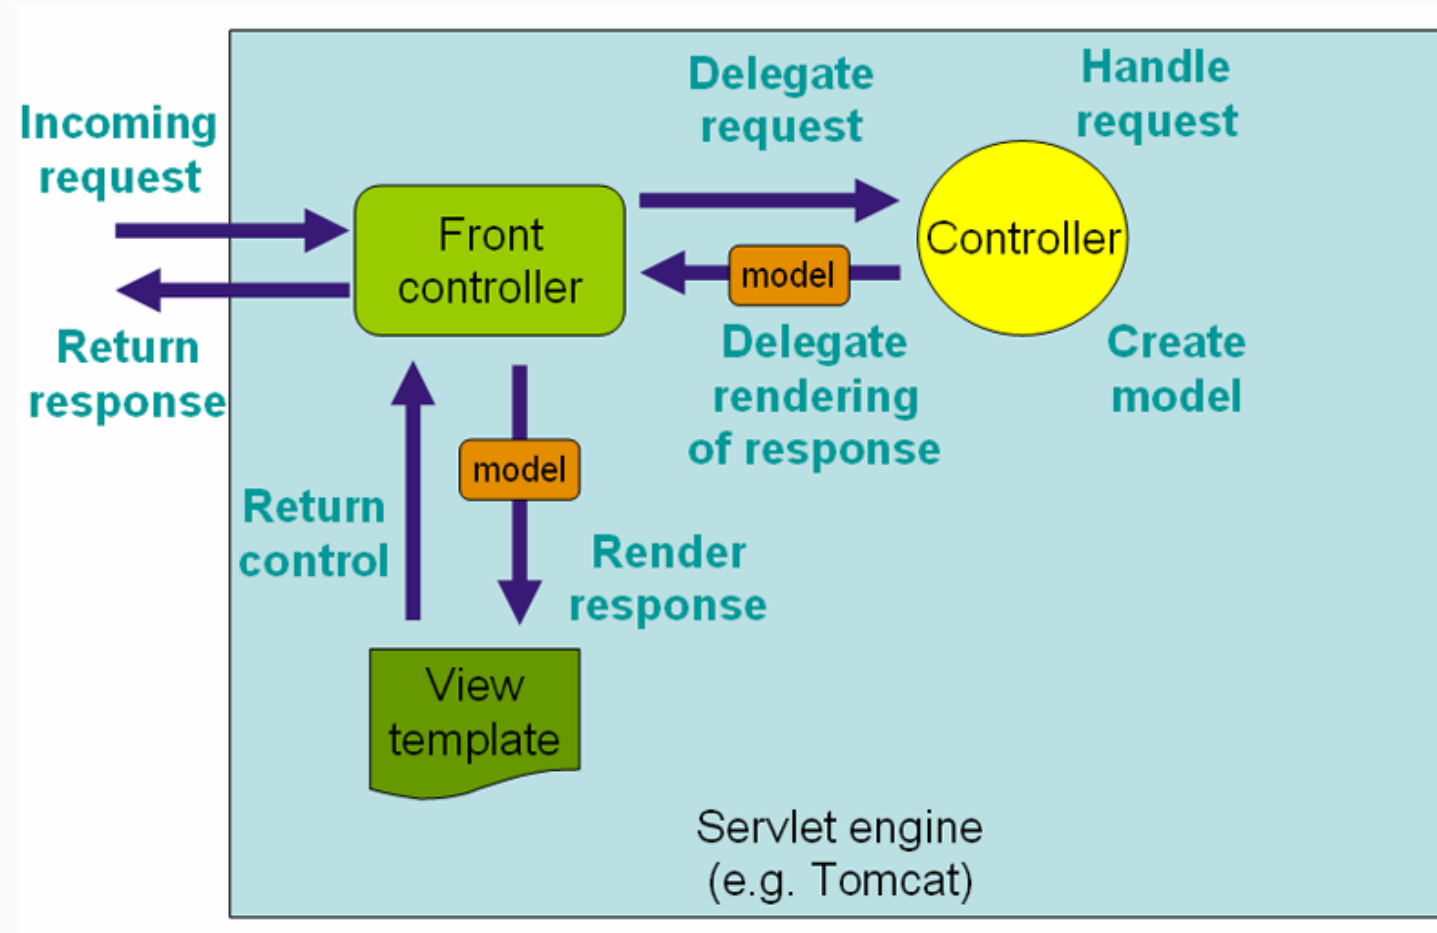 Incoming
request
Return
response
Front
controller
Delegate
request
Handle
request
Controller
model
Delegate
rendering
of response
Create
model
Return
control
model
Render
response
View
template
Servlet engine
(e.g. Tomcat)